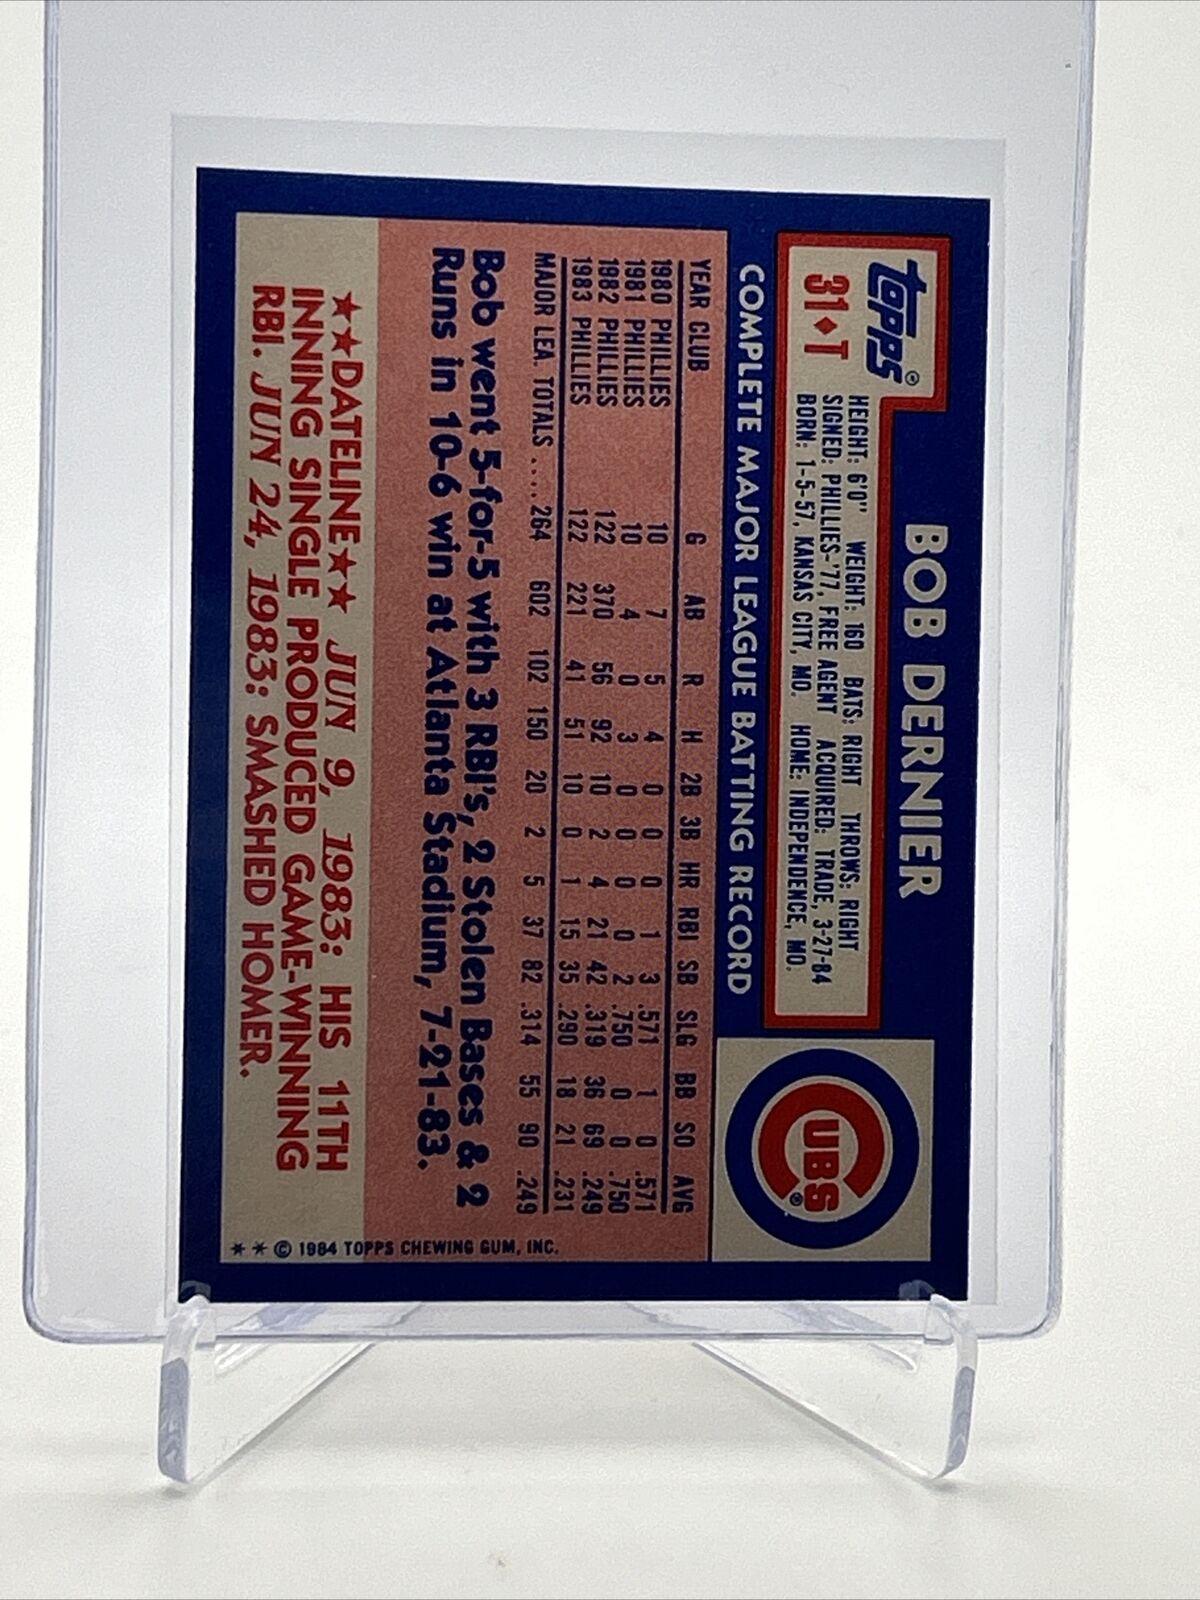 topps®
31♦T
BOB DERNIER
HEIGHT: 6'0" WEIGHT: 160 BATS: RIGHT THROWS: RIGHT
SIGNED: PHILLIES-'77, FREE AGENT ACQUIRED: TRADE, 3-27-84
BORN: 1-5-57, KANSAS CITY, MO. HOME: INDEPENDENCE, MO.
CUBS®
COMPLETE MAJOR LEAGUE BATTING RECORD
YEAR CLUB G AB R H 2B 3B HR RBI SB SLG BB SO AVG
1980 PHILLIES 10 7 5 4 0 0 0 1 3 .571 1 0 .571
1981 PHILLIES 10 4 0 3 0 0 0 0 2 .750 0 0 .750
1982 PHILLIES 122 370 56 92 10 2 4 21 42 .319 36 69 .249
1983 PHILLIES 122 221 41 51 10 0 1 15 35 .290 18 21 .231
MAJOR LEA. TOTALS .... 264 602 102 150 20 2 5 37 82 .314 55 90 .249
Bob went 5-for-5 with 3 RBI's, 2 Stolen Bases & 2
Runs in 10-6 win at Atlanta Stadium, 7-21-83.
★★DATELINE★★ JUN 9, 1983: HIS 11TH
INNING SINGLE PRODUCED GAME-WINNING
RBI. JUN 24, 1983: SMASHED HOMER.
★★© 1984 TOPPS CHEWING GUM, INC.